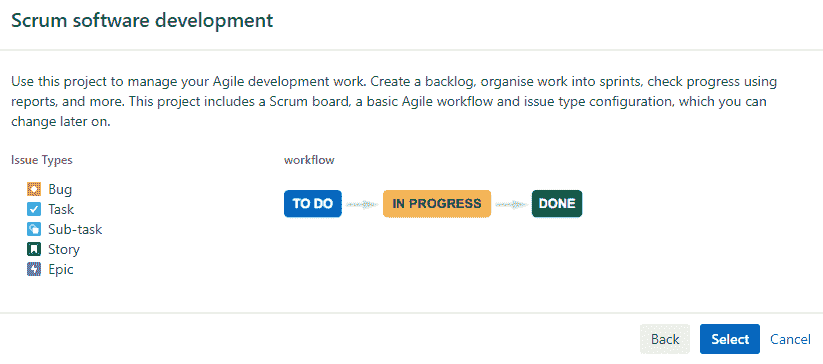 Scrum software development
Use this project to manage your Agile development work. Create a backlog, organise work into sprints, check progress using
reports, and more. This project includes a Scrum board, a basic Agile workflow and issue type configuration, which you can
change later on.
Issue Types
workflow
Bug
Task
Sub-task
Story
Epic
TO DO
IN PROGRESS
DONE
Back
Select
Cancel